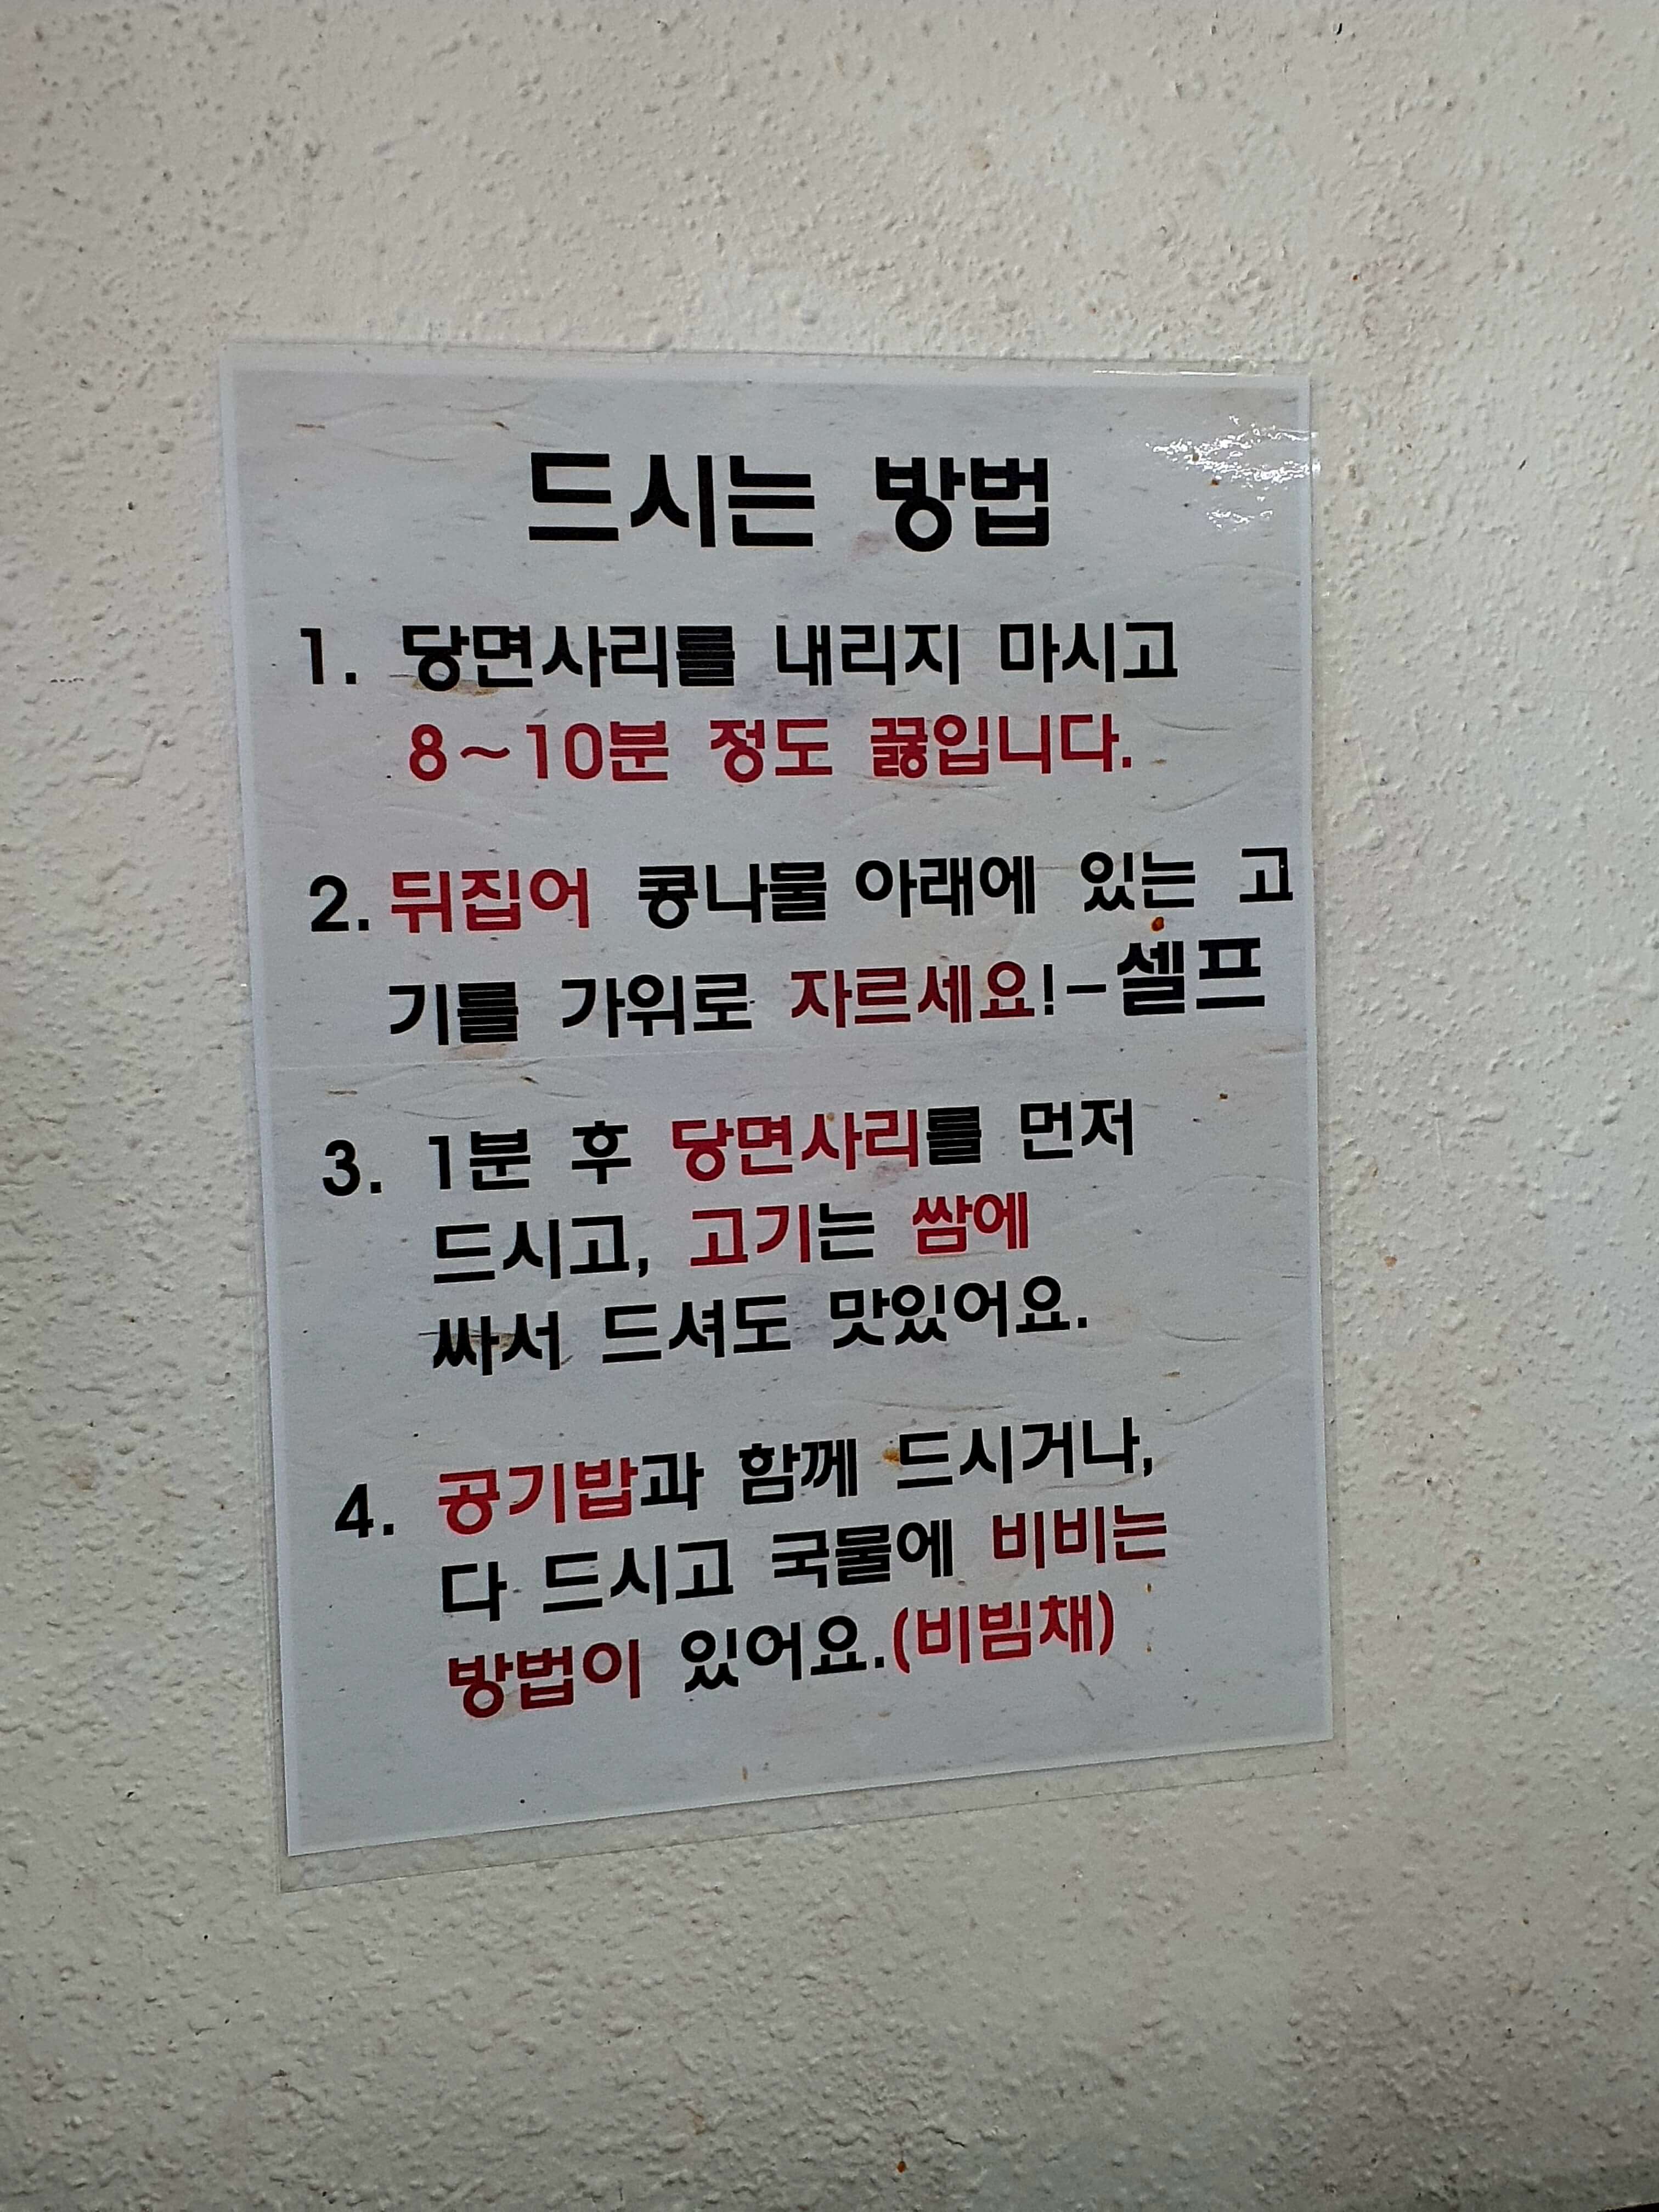 드시는 방법
1. 당면사리를 내리지 마시고
8~10분 정도 끓입니다.
2. 뒤집어 콩나물 아래에 있는 고
기를 가위로 자르세요!-셀프
3. 1분 후 당면사리를 먼저
드시고, 고기는 쌈에
싸서 드셔도 맛있어요.
4. 공기밥과 함께 드시거나,
다 드시고 국물에 비비는
방법이 있어요.(비빔채)